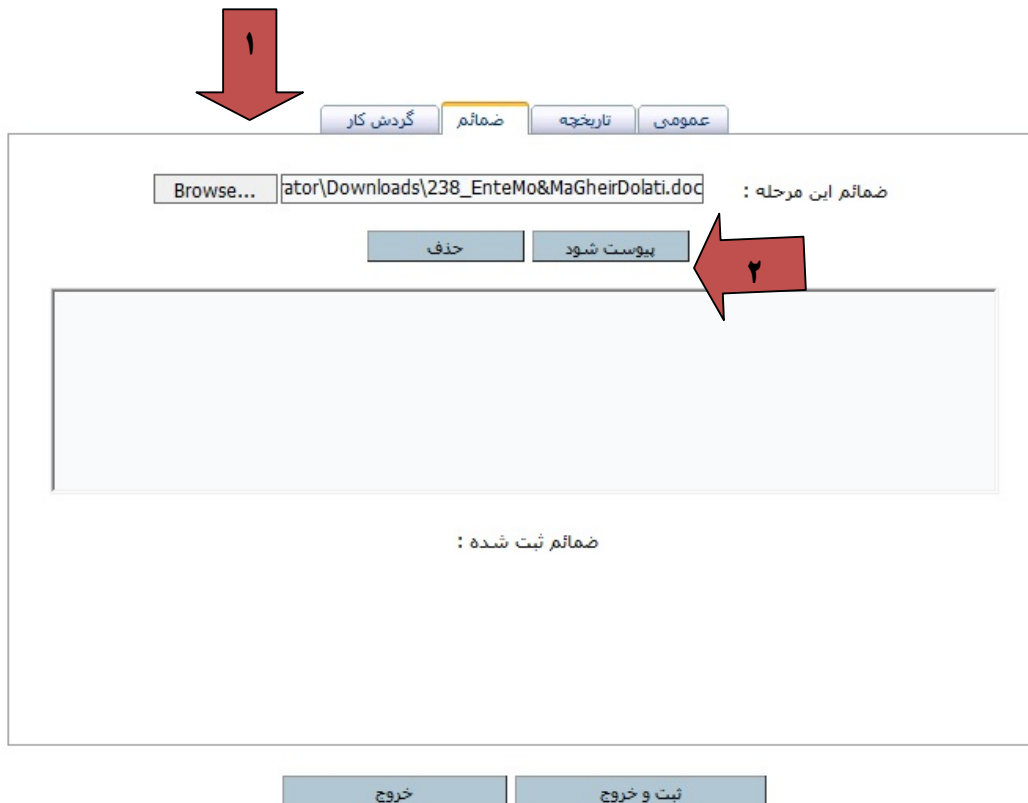 ۱
عمومی تاریخچه ضمائم گردش کار
ضمائم این مرحله : ator\Downloads\238_EnteMo&MaGheirDolati.doc Browse...
پیوست شود حذف
۲
ضمائم ثبت شده :
ثبت و خروج خروج